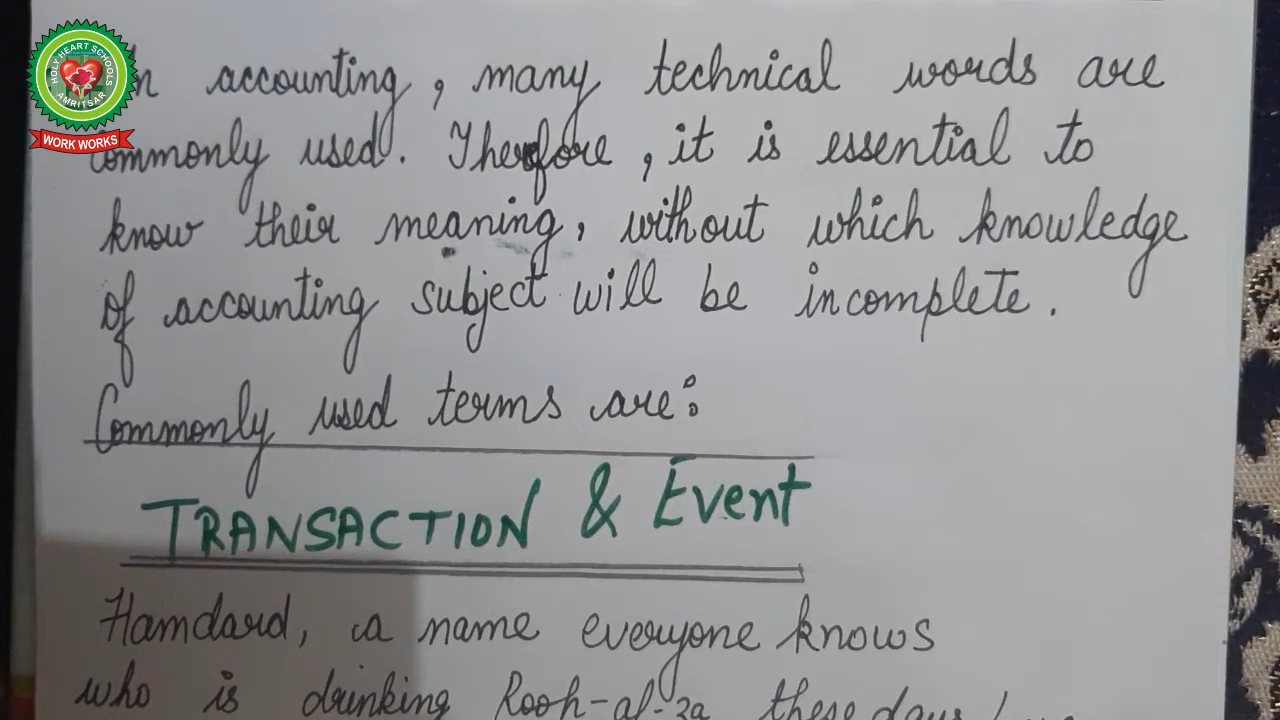 HOLY HEART SCHOOLS
AMRITSAR
WORK WORKS
In accounting, many technical words are
commonly used. Therefore, it is essential to
know their meaning, without which knowledge
of accounting subject will be incomplete.
Commonly used terms are:
TRANSACTION & Event
Hamdard, a name everyone knows
who is drinking Rooh-af-za these days